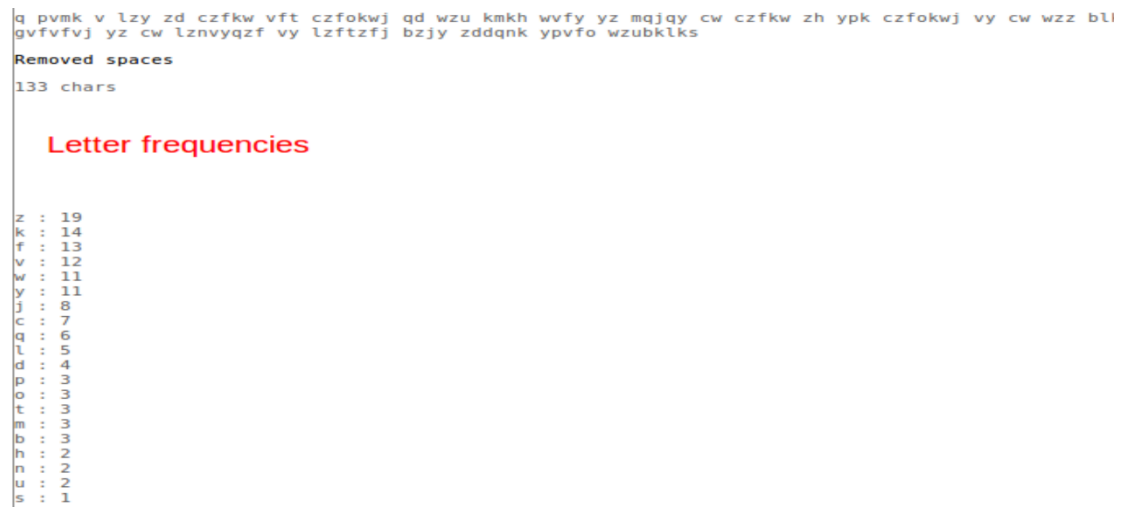 q pvmk v lzy zd czfkw vft czfokwj qd wzu kmkh wvfy yz mqjqy cw czfkw zh ypk czfokwj vy cw wzz
gvfvfvj yz cw lznvyqzf vy lzftzfj bzjy zddqnk ypvfo wzubklks
Removed spaces
133 chars
Letter frequencies
z : 19
k : 14
f : 13
v : 12
w : 11
y : 11
j : 8
c : 7
q : 6
l : 5
d : 4
p : 3
o : 3
t : 3
m : 3
b : 3
h : 2
n : 2
u : 2
s : 1